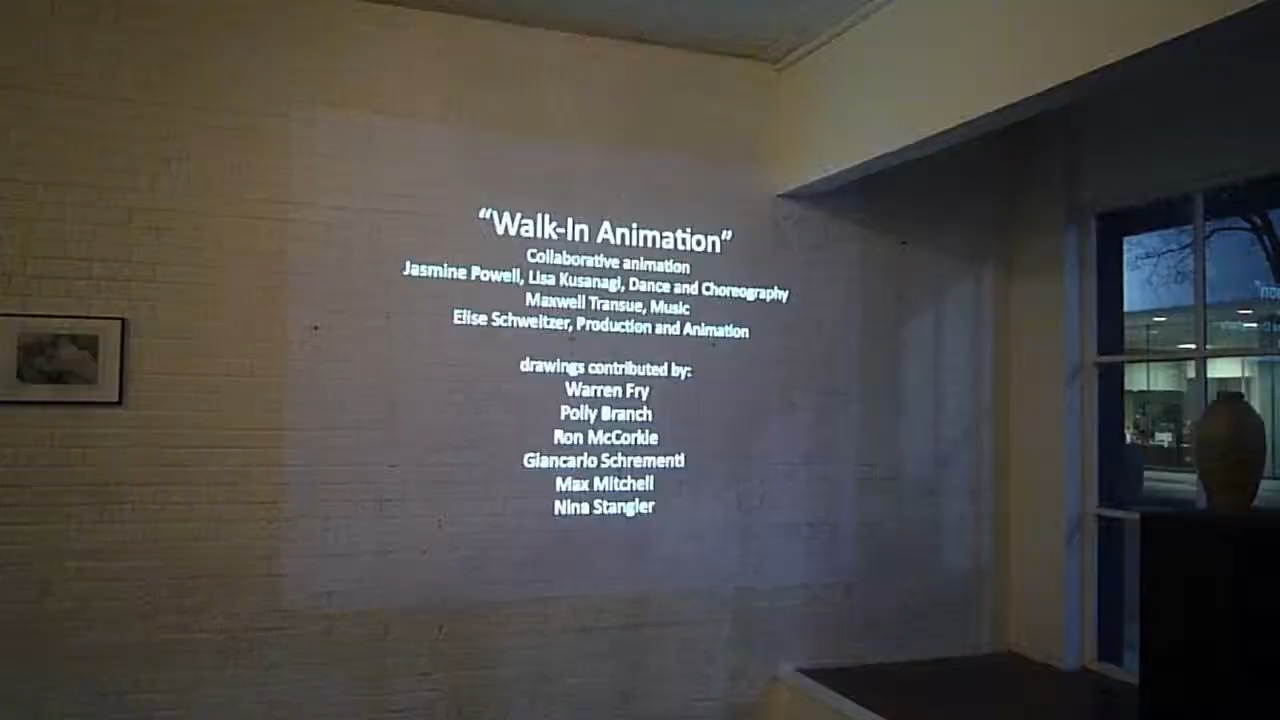 “Walk-In Animation”
Collaborative animation
Jasmine Powell, Lisa Kusanagi, Dance and Choreography
Maxwell Transue, Music
Elise Schweitzer, Production and Animation
drawings contributed by:
Warren Fry
Polly Branch
Ron McCorkle
Giancarlo Schrementi
Max Mitchell
Nina Stangler